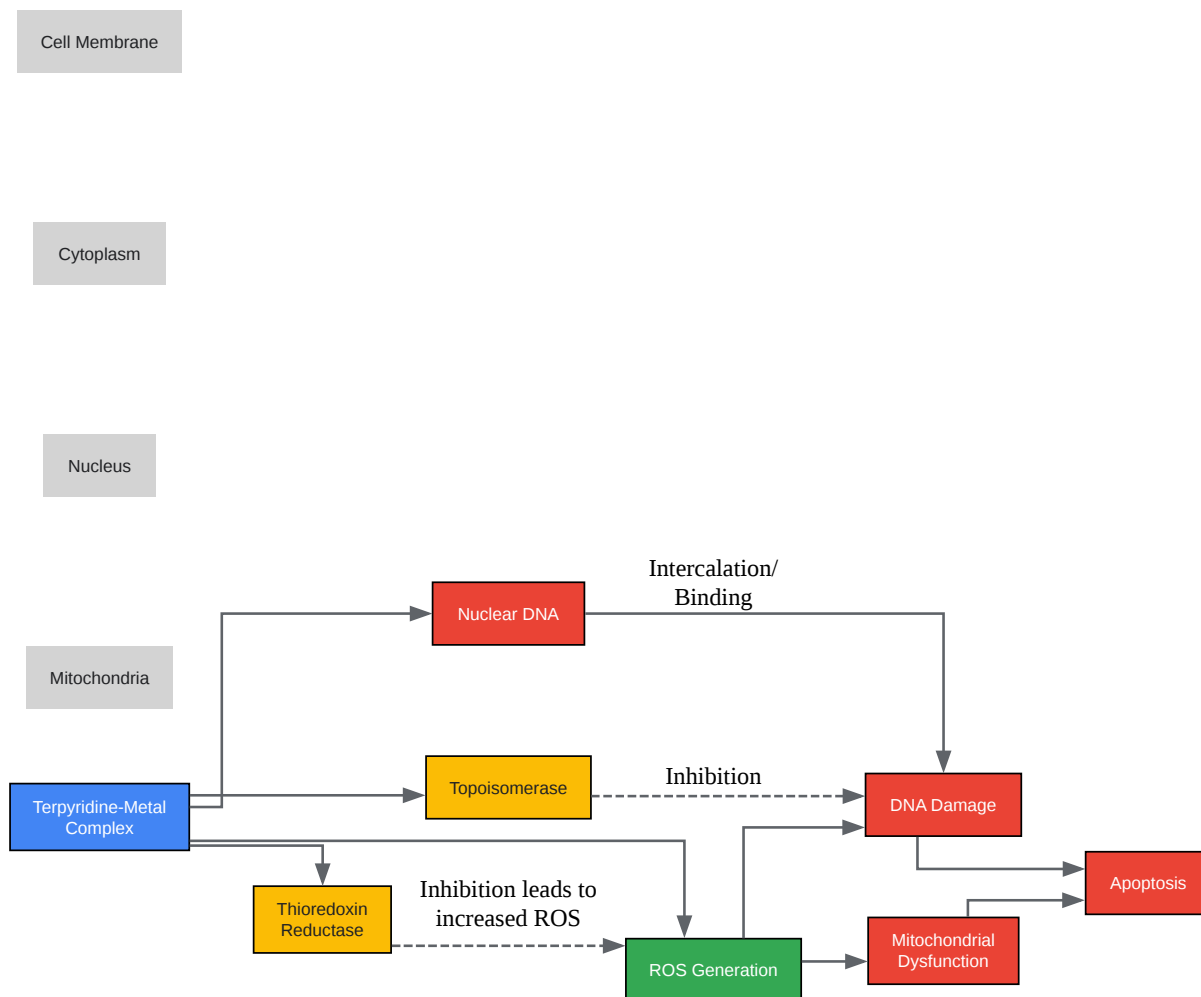 Cell Membrane
Cytoplasm
Nucleus
Intercalation/
Binding
Nuclear DNA
Mitochondria
Inhibition
Topoisomerase
DNA Damage
Terpyridine-Metal
Complex
Apoptosis
Inhibition leads to
increased ROS
Thioredoxin
Reductase
Mitochondrial
Dysfunction
ROS Generation